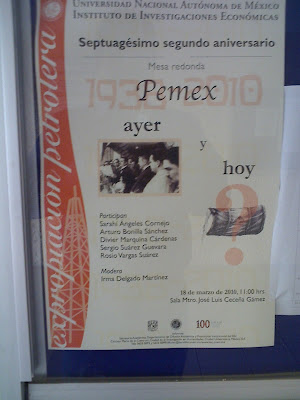 UNIVERSIDAD NACIONAL AUTÓNOMA DE MÉXICO
INSTITUTO DE INVESTIGACIONES ECONÓMICAS
Septuagésimo segundo aniversario
Mesa redonda
1938-2010
Pemex
ayer
y
hoy
?
expropiación petrolera
Participan
Sarahí Ángeles Cornejo
Arturo Bonilla Sánchez
Divier Marquina Cárdenas
Sergio Suárez Guevara
Rosío Vargas Suárez
Modera
Irma Delgado Martínez
18 de marzo de 2010, 11:00 hrs.
Sala Mtro. José Luis Ceceña Gámez
100